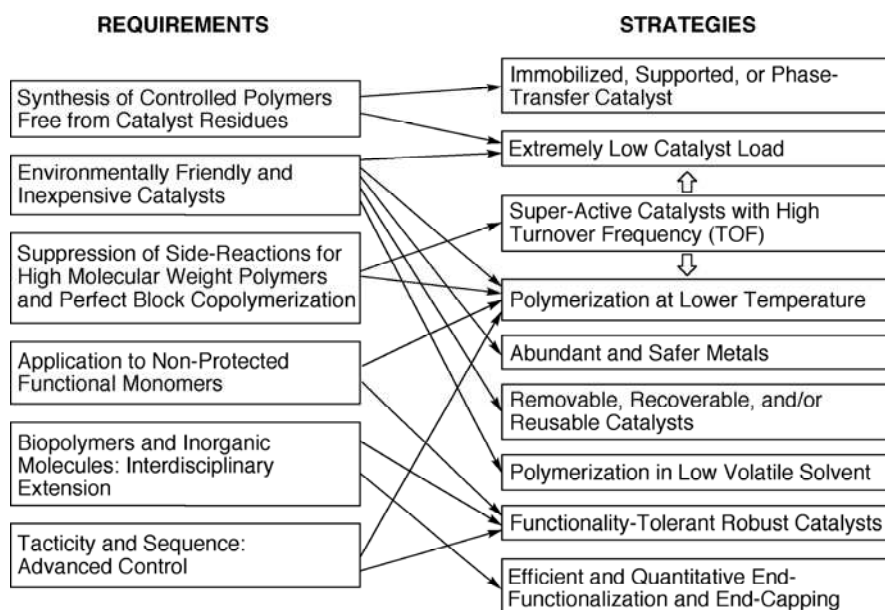 REQUIREMENTS
Synthesis of Controlled Polymers
Free from Catalyst Residues
Environmentally Friendly and
Inexpensive Catalysts
Suppression of Side-Reactions for
High Molecular Weight Polymers
and Perfect Block Copolymerization
Application to Non-Protected
Functional Monomers
Biopolymers and Inorganic
Molecules: Interdisciplinary
Extension
Tacticity and Sequence:
Advanced Control
STRATEGIES
Immobilized, Supported, or Phase-
Transfer Catalyst
Extremely Low Catalyst Load
Super-Active Catalysts with High
Turnover Frequency (TOF)
Polymerization at Lower Temperature
Abundant and Safer Metals
Removable, Recoverable, and/or
Reusable Catalysts
Polymerization in Low Volatile Solvent
Functionality-Tolerant Robust Catalysts
Efficient and Quantitative End-
Functionalization and End-Capping